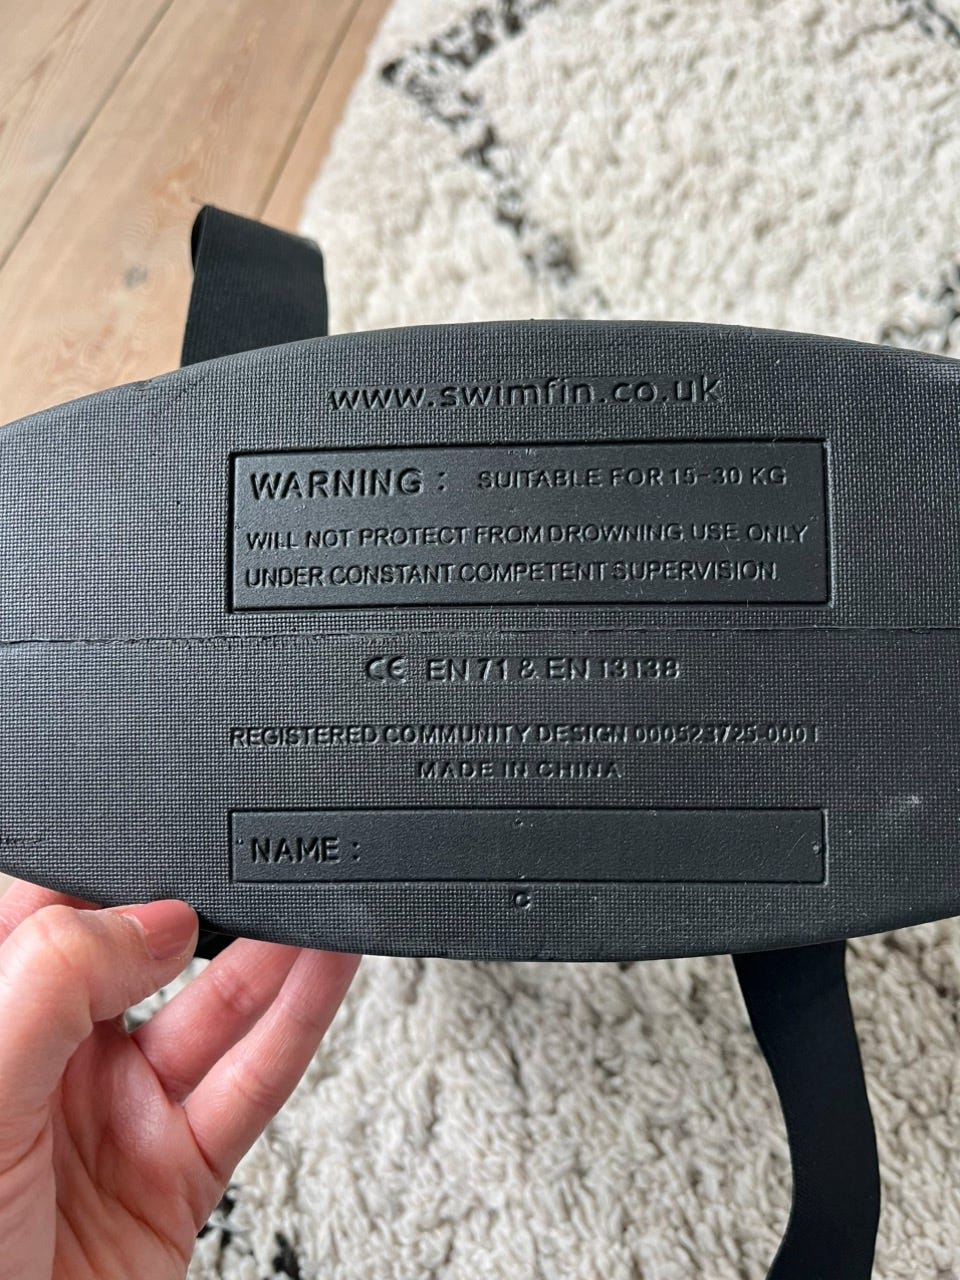 www.swimfin.co.uk
WARNING : SUITABLE FOR 15-30 KG
WILL NOT PROTECT FROM DROWNING USE ONLY
UNDER CONSTANT COMPETENT SUPERVISION
CE EN 71 & EN 13138
REGISTERED COMMUNITY DESIGN 000523725-0001
MADE IN CHINA
NAME :
C